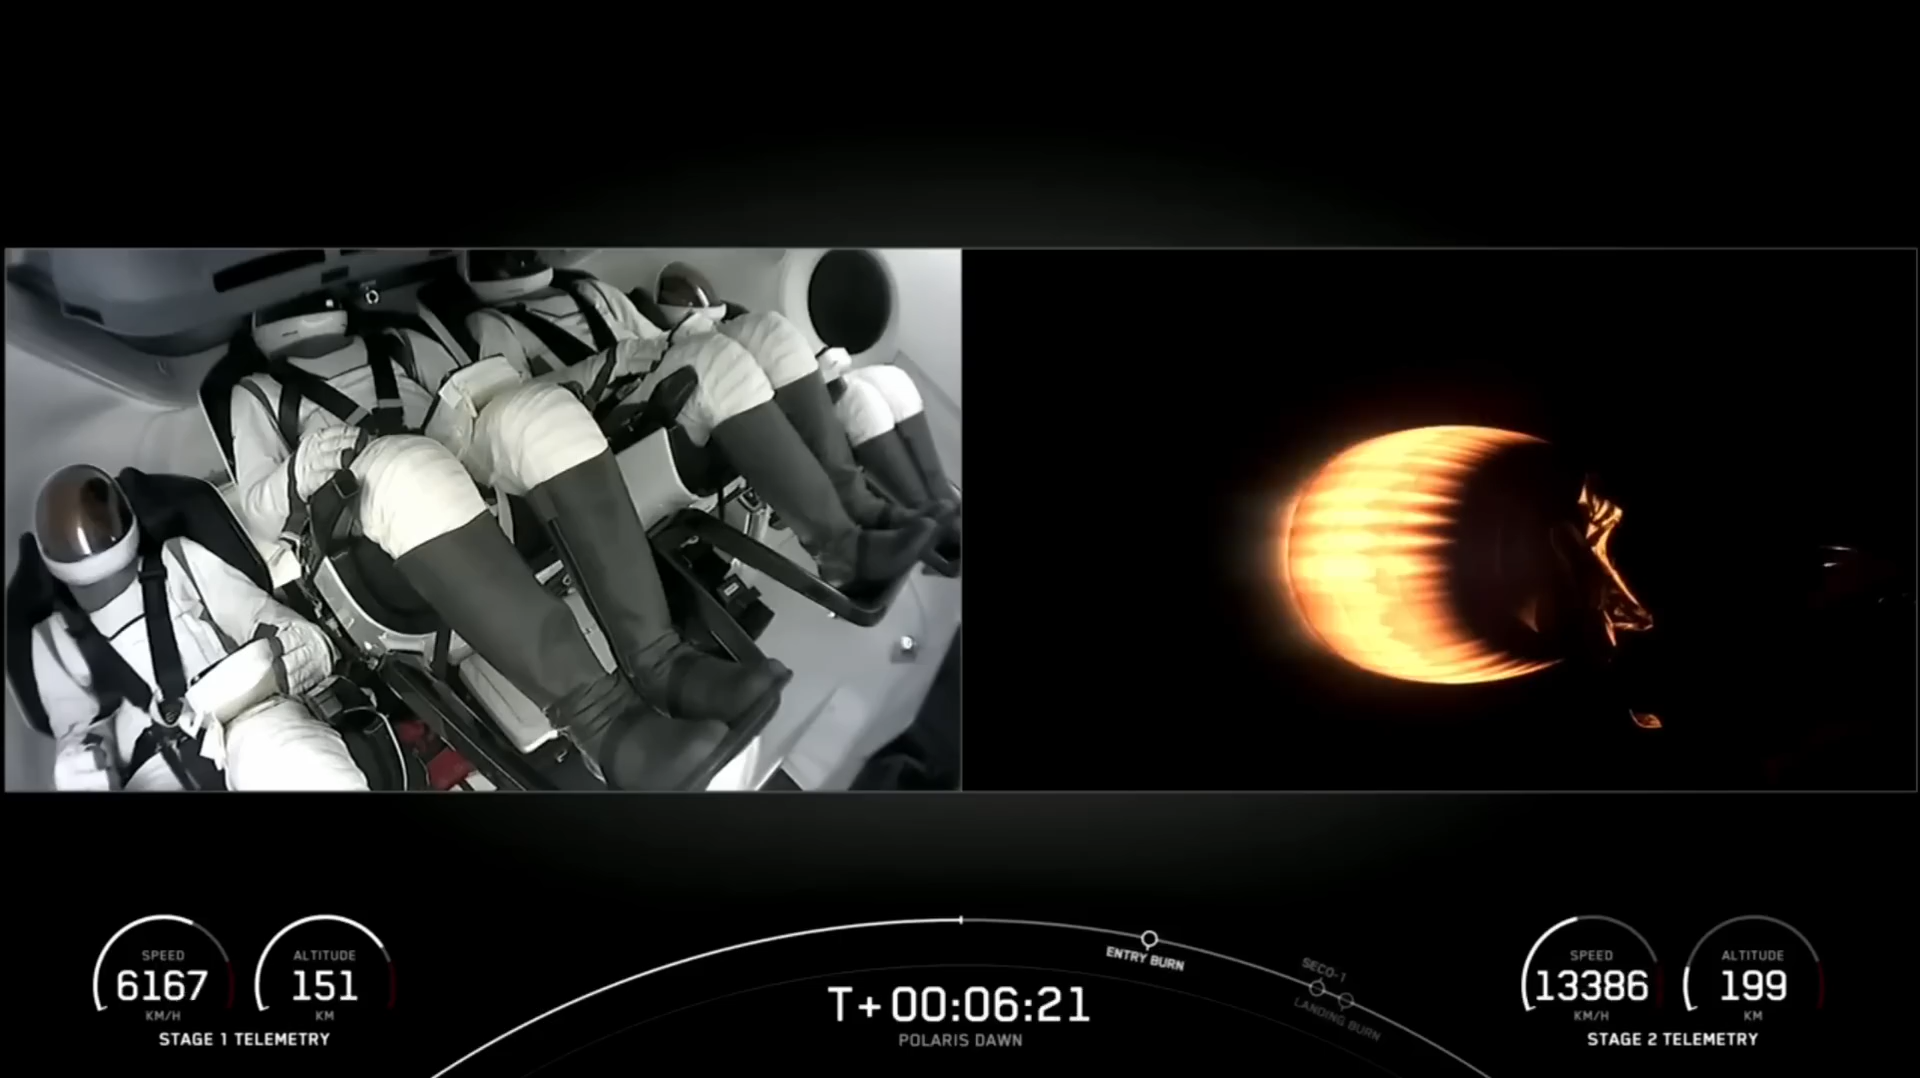 SPEED
6167
KM/H
ALTITUDE
151
KM
STAGE 1 TELEMETRY
ENTRY BURN
SECO-1
LANDING BURN
T+00:06:21
POLARIS DAWN
SPEED
13386
KM/H
ALTITUDE
199
KM
STAGE 2 TELEMETRY